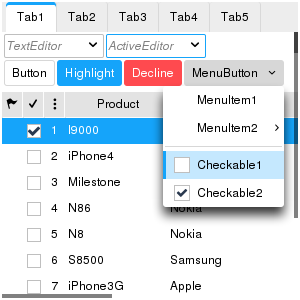 Tab1 Tab2 Tab3 Tab4 Tab5
TextEditor ActiveEditor
Button Highlight Decline MenuButton
Product
MenuItem1
MenuItem2
Checkable1
Checkable2
1 I9000
2 iPhone4
3 Milestone
4 N86 Nokia
5 N8 Nokia
6 S8500 Samsung
7 iPhone3G Apple